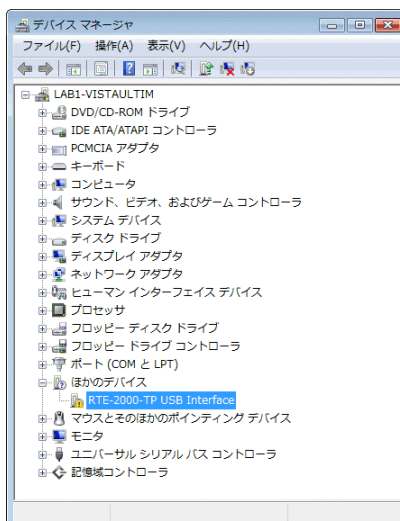 デバイス マネージャ
ファイル(F) 操作(A) 表示(V) ヘルプ(H)
LAB1-VISTAULTIM
DVD/CD-ROM ドライブ
IDE ATA/ATAPI コントローラ
PCMCIA アダプタ
キーボード
コンピュータ
サウンド、ビデオ、およびゲーム コントローラ
システム デバイス
ディスク ドライブ
ディスプレイ アダプタ
ネットワーク アダプタ
ヒューマン インターフェイス デバイス
プロセッサ
フロッピー ディスク ドライブ
フロッピー ドライブ コントローラ
ポート (COM と LPT)
ほかのデバイス
RTE-2000-TP USB Interface
マウスとそのほかのポインティング デバイス
モニタ
ユニバーサル シリアル バス コントローラ
記憶域コントローラ